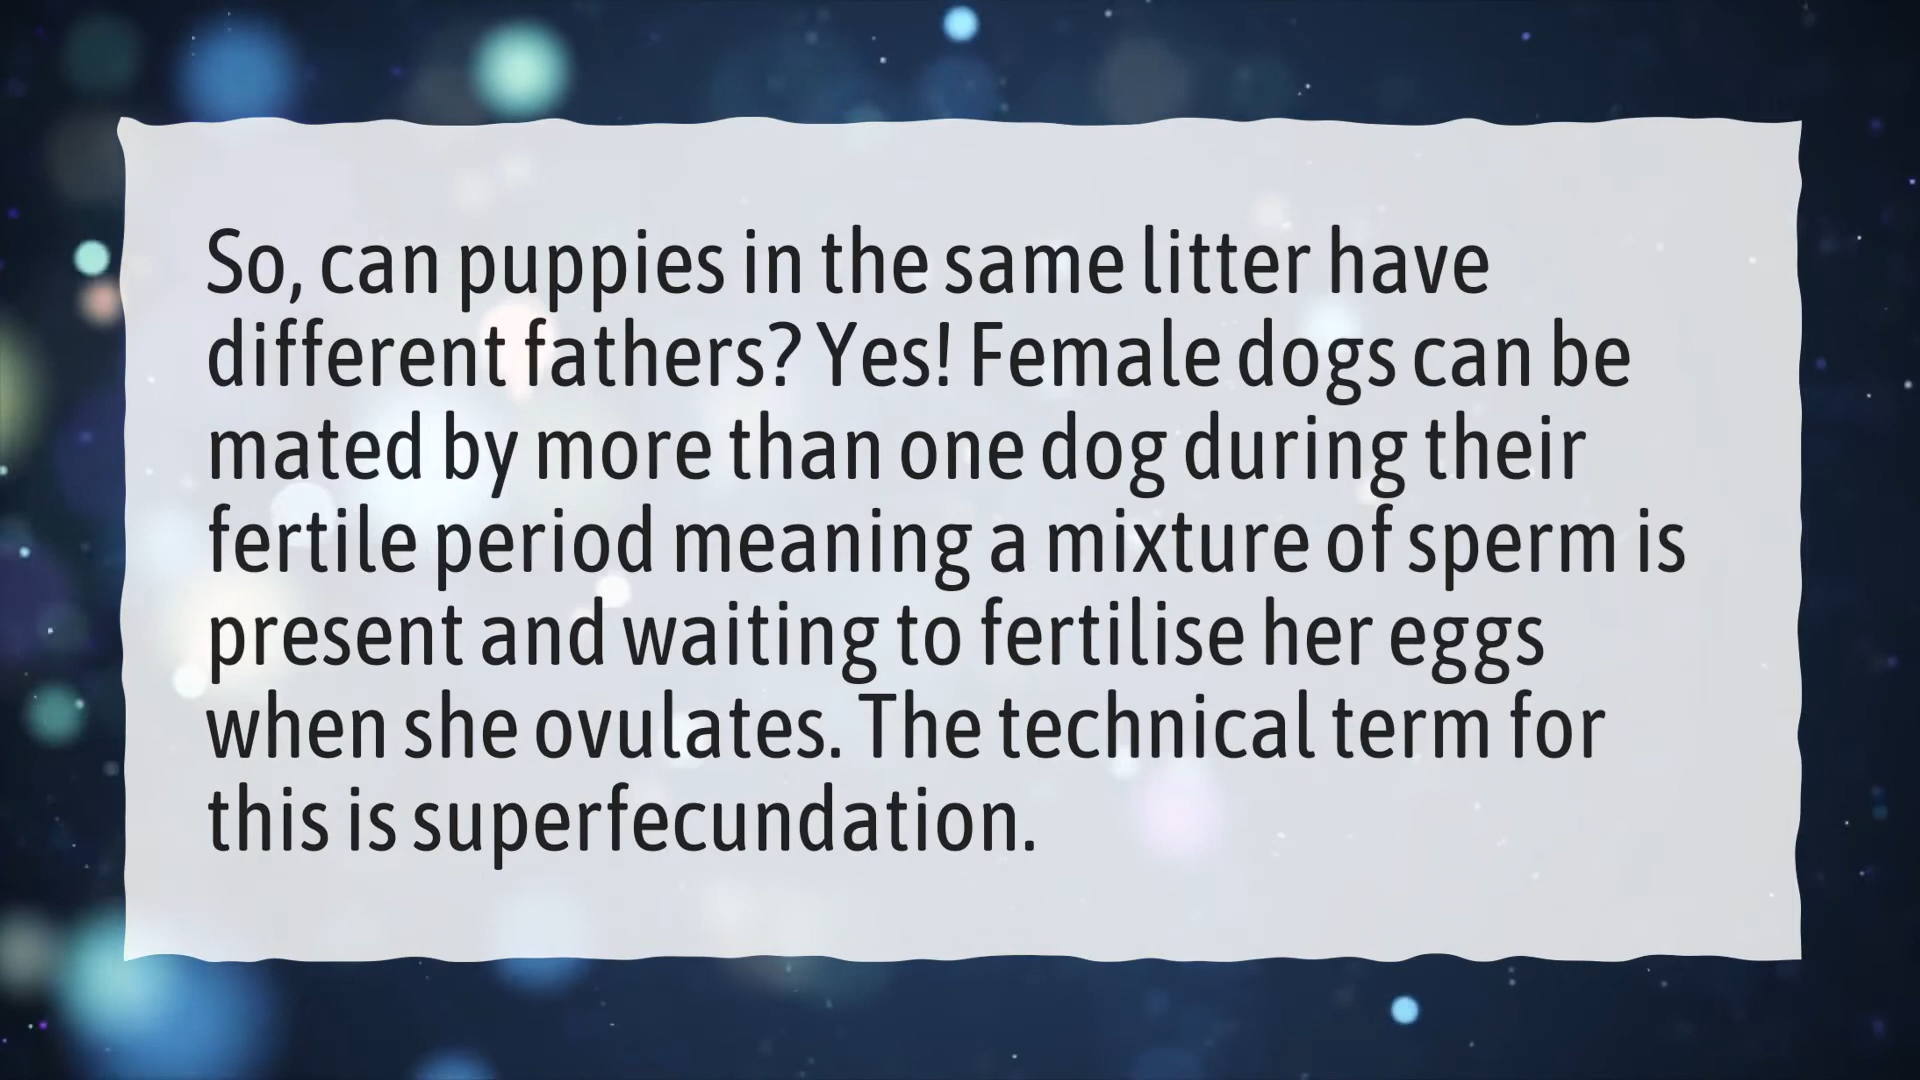 So, can puppies in the same litter have
different fathers? Yes! Female dogs can be
mated by more than one dog during their
fertile period meaning a mixture of sperm is
present and waiting to fertilise her eggs
when she ovulates. The technical term for
this is superfecundation.